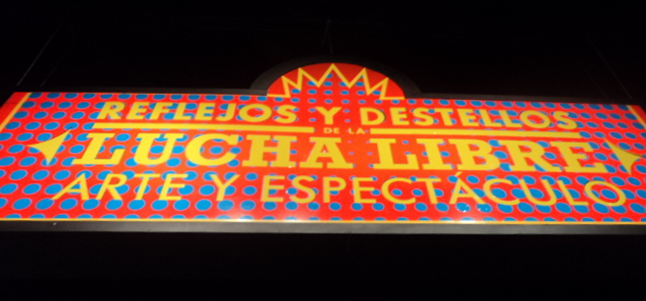 REFLEJOS Y DESTELLOS
DE LA
LUCHA LIBRE
ARTE Y ESPECTÁCULO